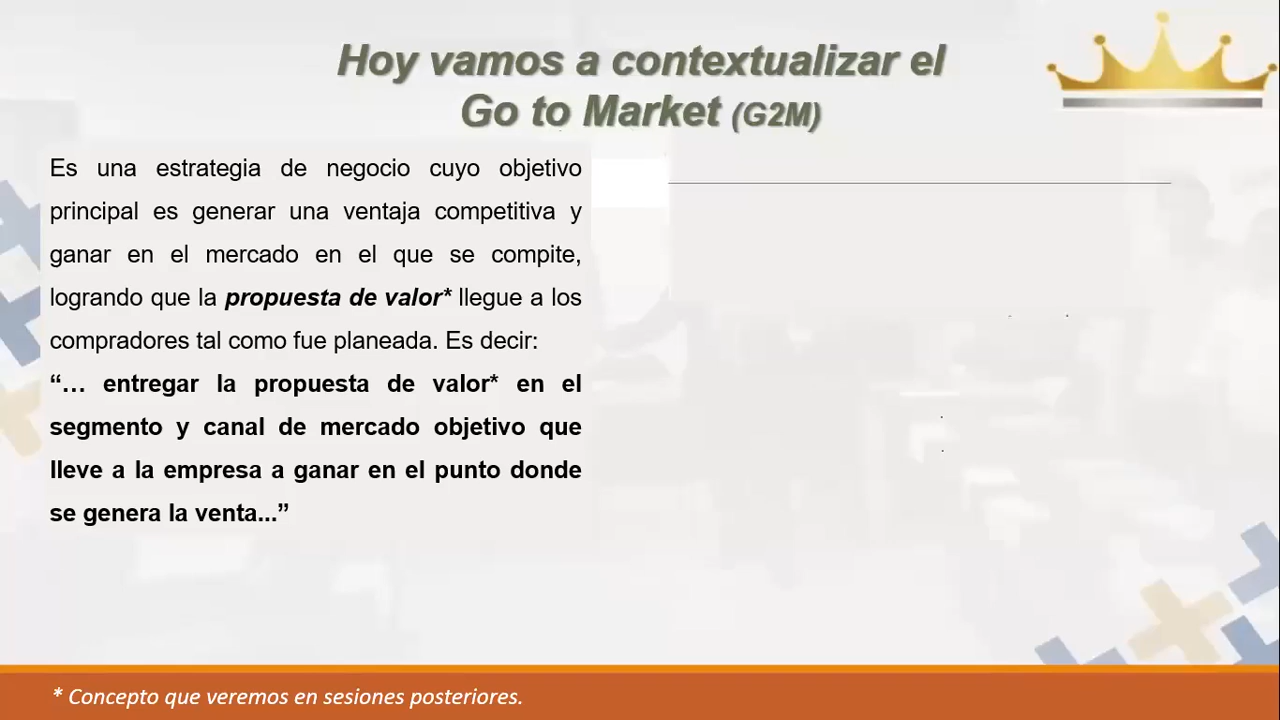 Hoy vamos a contextualizar el
Go to Market (G2M)
Es una estrategia de negocio cuyo objetivo
principal es generar una ventaja competitiva y
ganar en el mercado en el que se compite,
logrando que la propuesta de valor* llegue a los
compradores tal como fue planeada. Es decir:
“… entregar la propuesta de valor* en el
segmento y canal de mercado objetivo que
lleve a la empresa a ganar en el punto donde
se genera la venta...”
* Concepto que veremos en sesiones posteriores.